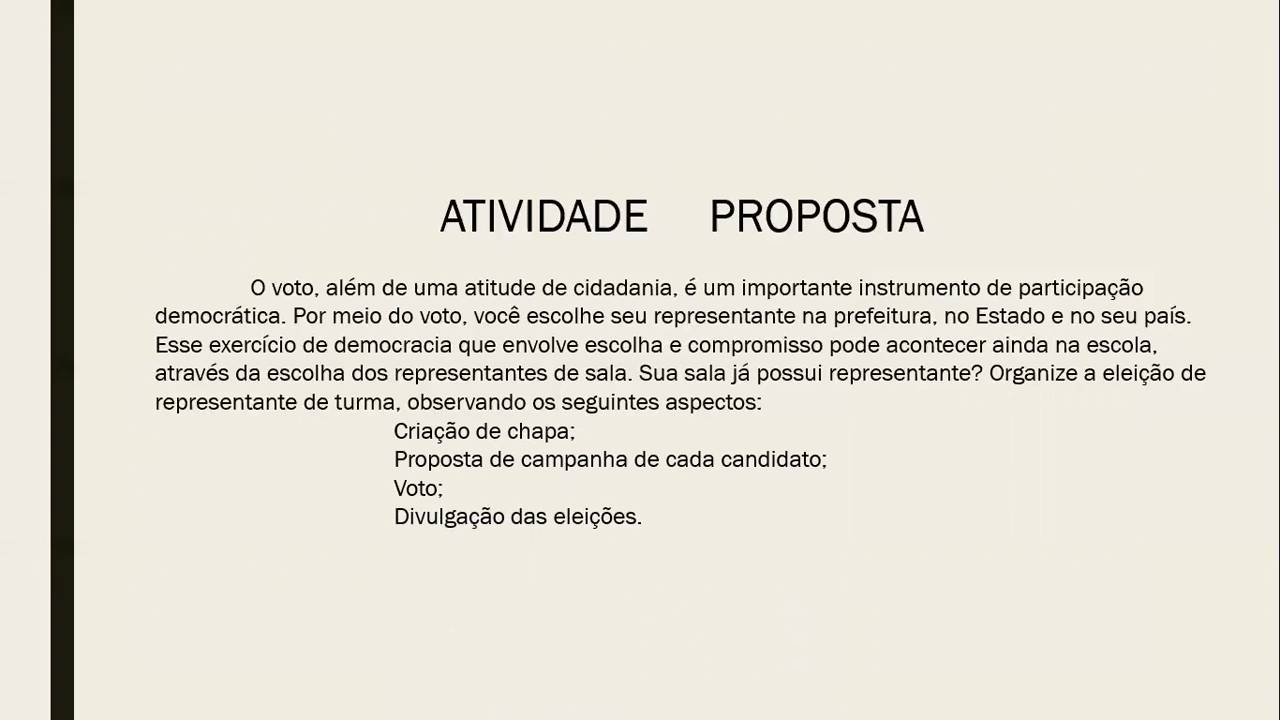 ATIVIDADE PROPOSTA
O voto, além de uma atitude de cidadania, é um importante instrumento de participação
democrática. Por meio do voto, você escolhe seu representante na prefeitura, no Estado e no seu país.
Esse exercício de democracia que envolve escolha e compromisso pode acontecer ainda na escola,
através da escolha dos representantes de sala. Sua sala já possui representante? Organize a eleição de
representante de turma, observando os seguintes aspectos:
Criação de chapa;
Proposta de campanha de cada candidato;
Voto;
Divulgação das eleições.